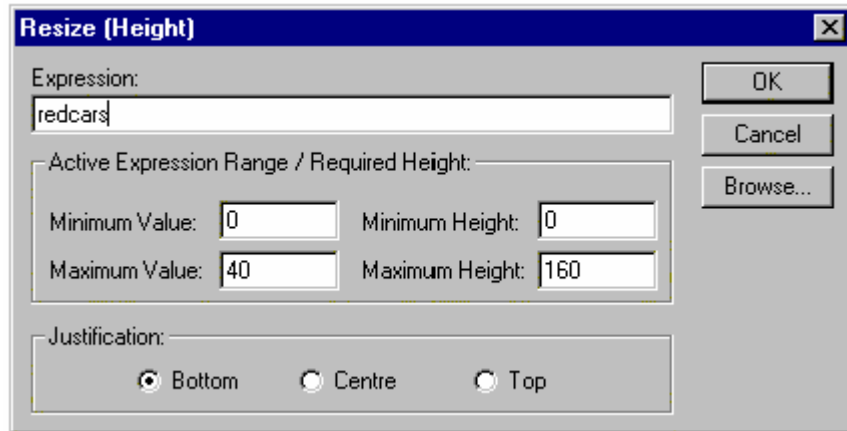 Resize (Height)
Expression:
OK
redcars
Cancel
Active Expression Range / Required Height:
Browse...
Minimum Value: 0 Minimum Height: 0
Maximum Value: 40 Maximum Height: 160
Justification:
Bottom Centre Top